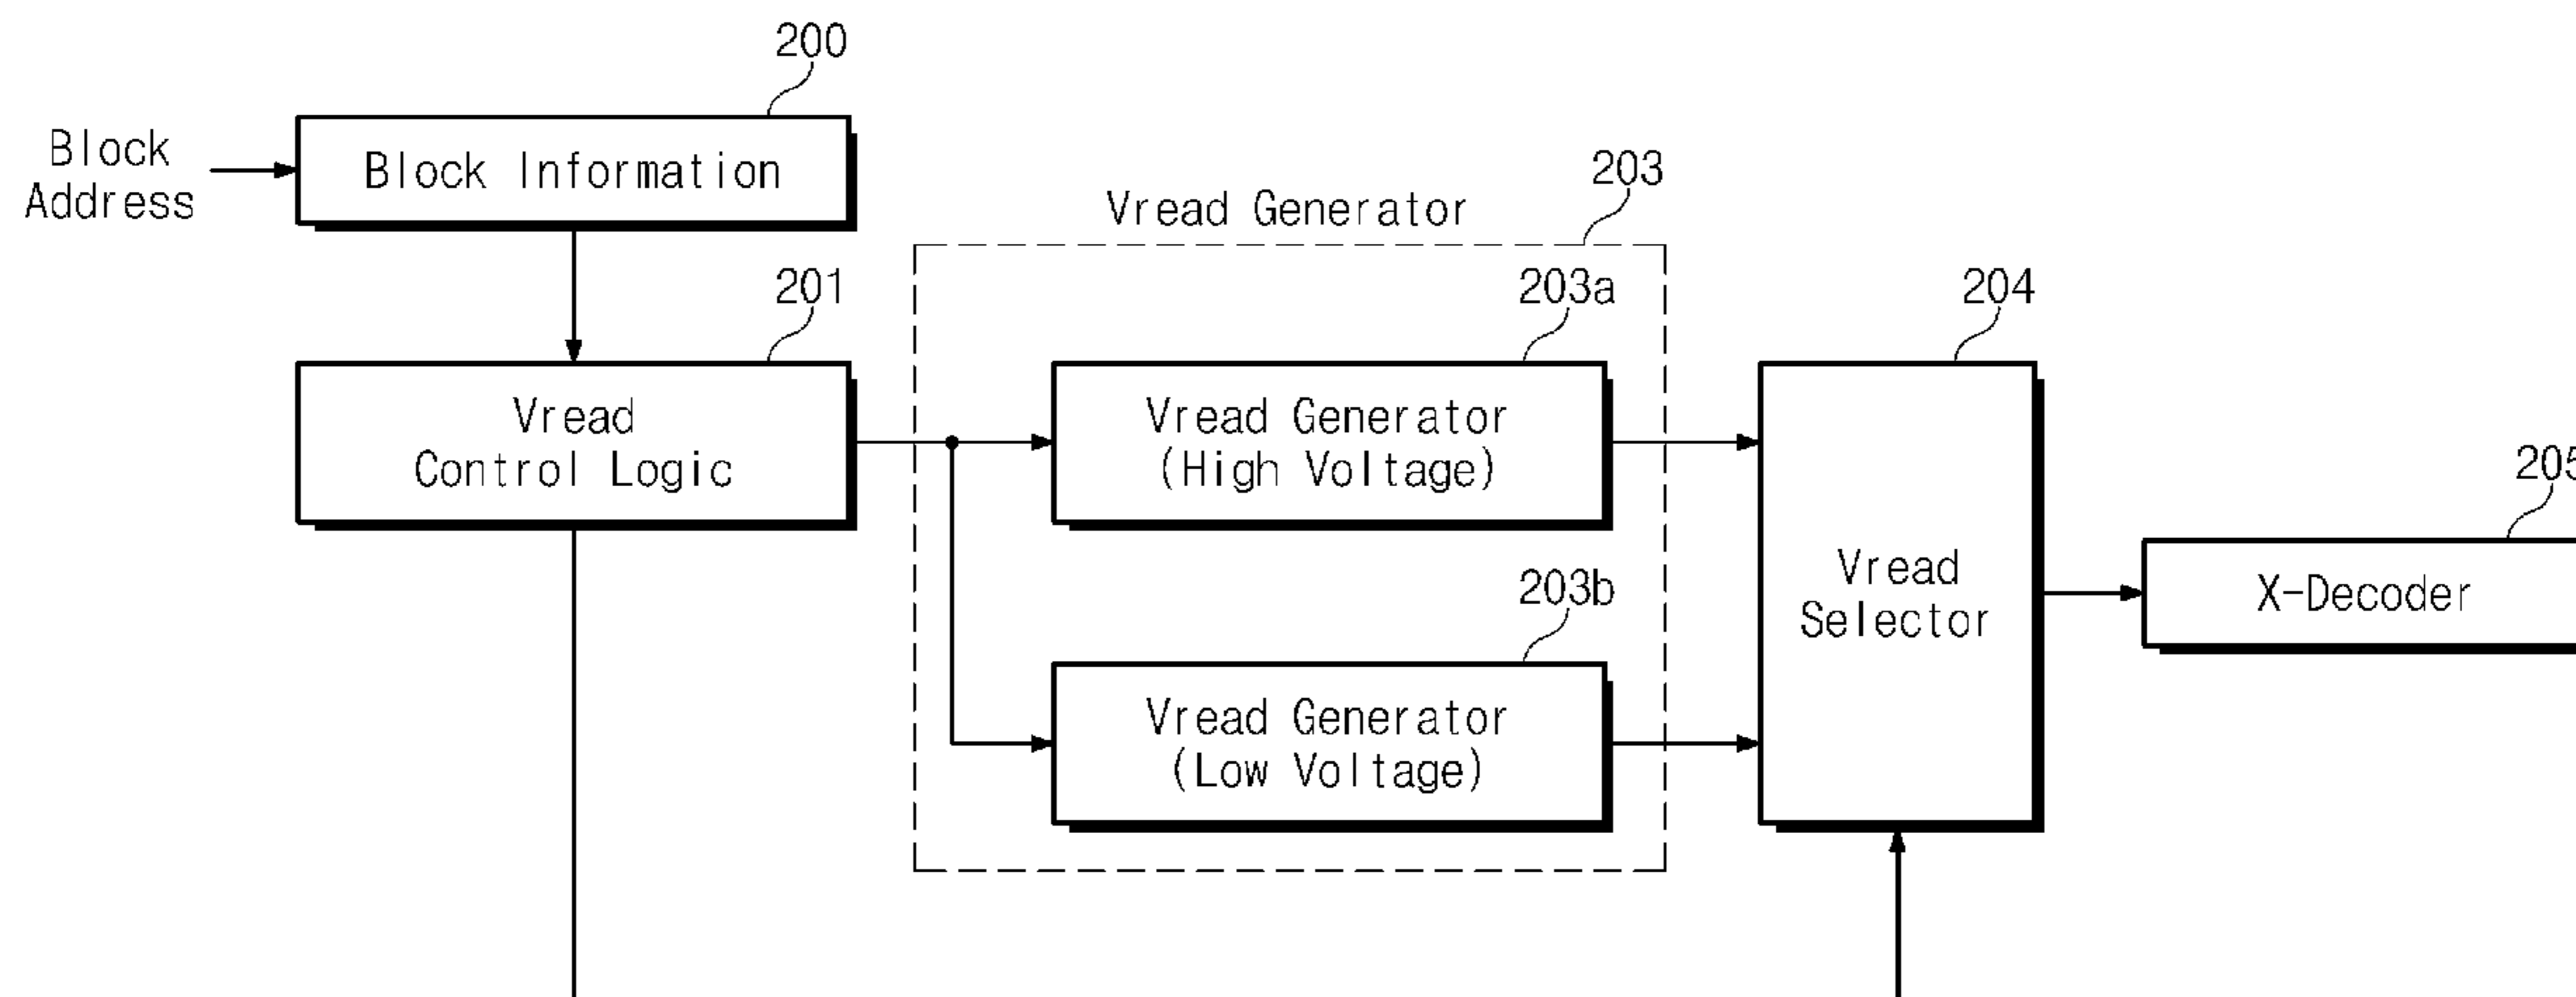 200
Block
Address
Block Information
203
Vread Generator
201
203a
204
Vread
Control Logic
Vread Generator
(High Voltage)
205
203b
Vread
Selector
X-Decoder
Vread Generator
(Low Voltage)